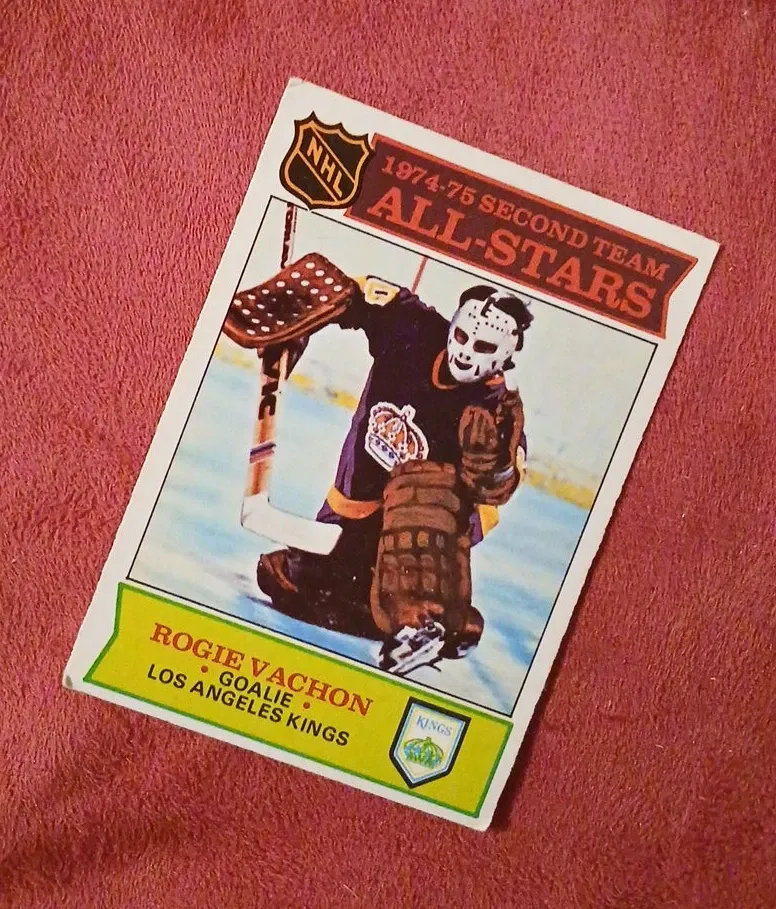 NHL
1974-75 SECOND TEAM
ALL-STARS
ROGIE VACHON
• GOALIE •
LOS ANGELES KINGS
KINGS